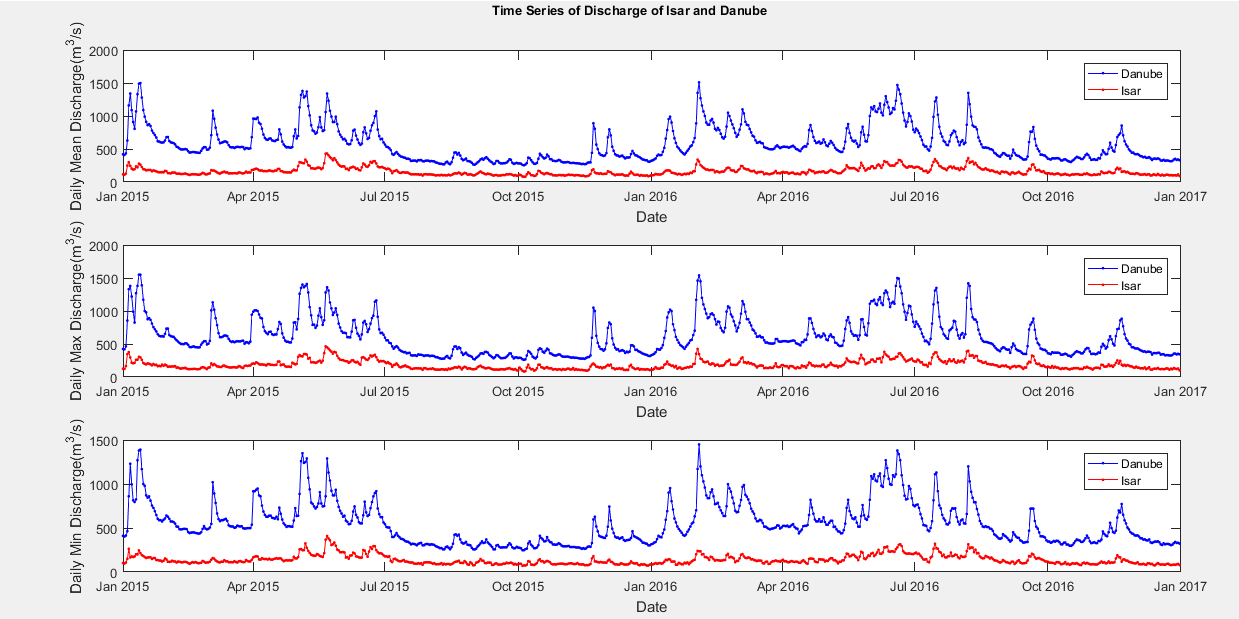 Time Series of Discharge of Isar and Danube
Daily Mean Discharge(m³/s)
2000
1500
1000
500
0
Danube
Isar
Jan 2015 Apr 2015 Jul 2015 Oct 2015 Jan 2016 Apr 2016 Jul 2016 Oct 2016 Jan 2017
Date
Daily Max Discharge(m³/s)
2000
1500
1000
500
0
Danube
Isar
Jan 2015 Apr 2015 Jul 2015 Oct 2015 Jan 2016 Apr 2016 Jul 2016 Oct 2016 Jan 2017
Date
Daily Min Discharge(m³/s)
1500
1000
500
0
Danube
Isar
Jan 2015 Apr 2015 Jul 2015 Oct 2015 Jan 2016 Apr 2016 Jul 2016 Oct 2016 Jan 2017
Date